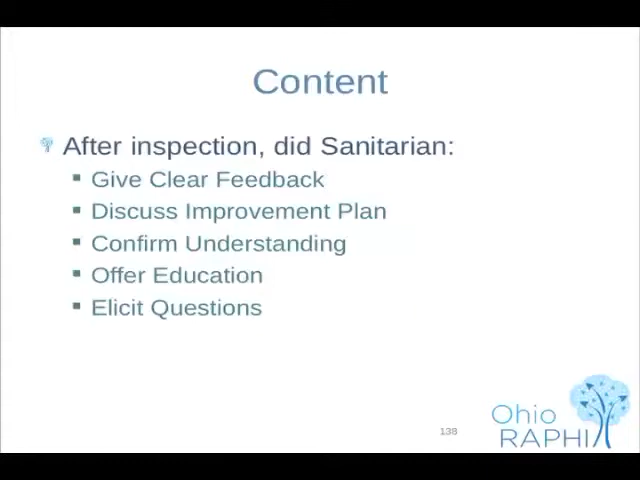 Content
After inspection, did Sanitarian:
Give Clear Feedback
Discuss Improvement Plan
Confirm Understanding
Offer Education
Elicit Questions
138
Ohio
RAPHI